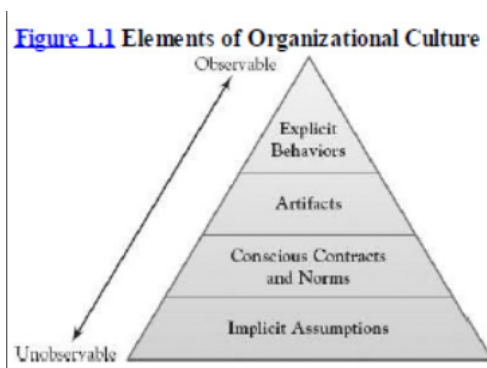 Figure 1.1 Elements of Organizational Culture
Observable
Explicit
Behaviors
Artifacts
Conscious Contracts
and Norms
Implicit Assumptions
Unobservable